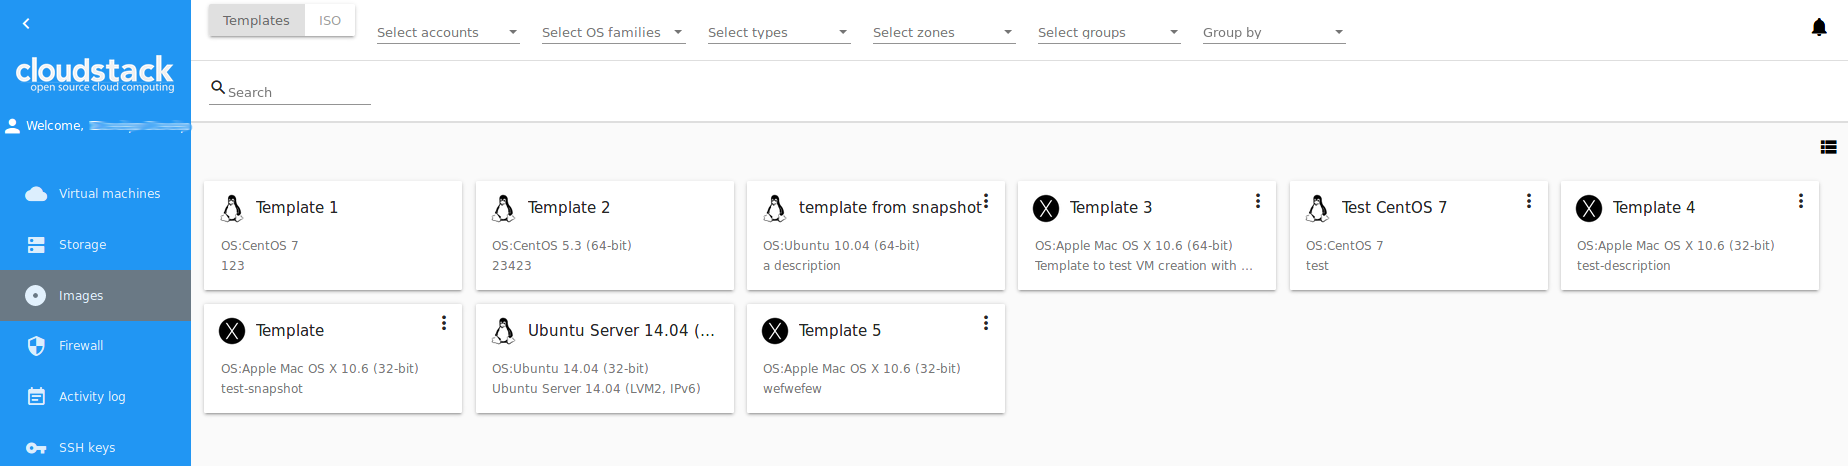 cloudstack
open source cloud computing
Welcome,
Virtual machines
Storage
Images
Firewall
Activity log
SSH keys
Templates ISO
Select accounts Select OS families Select types Select zones Select groups Group by
Search
Template 1
OS:CentOS 7
123
Template 2
OS:CentOS 5.3 (64-bit)
23423
template from snapshot
OS:Ubuntu 10.04 (64-bit)
a description
Template 3
OS:Apple Mac OS X 10.6 (64-bit)
Template to test VM creation with ...
Test CentOS 7
OS:CentOS 7
test
Template 4
OS:Apple Mac OS X 10.6 (32-bit)
test-description
Template
OS:Apple Mac OS X 10.6 (32-bit)
test-snapshot
Ubuntu Server 14.04 (...
OS:Ubuntu 14.04 (32-bit)
Ubuntu Server 14.04 (LVM2, IPv6)
Template 5
OS:Apple Mac OS X 10.6 (32-bit)
wefwefew